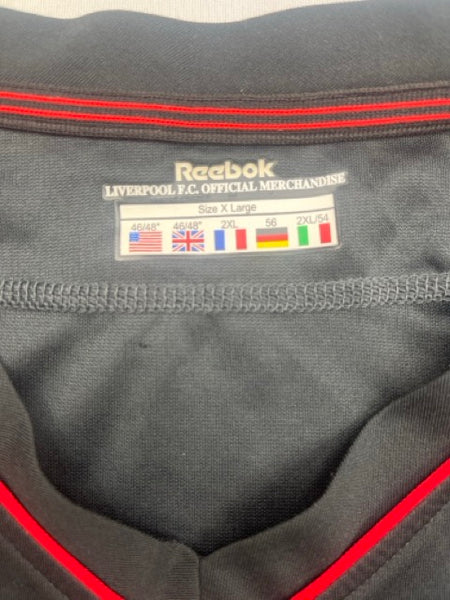 Reebok
LIVERPOOL F.C. OFFICIAL MERCHANDISE
Size X Large
46/48" 46/48" 2XL 56 2XL/54